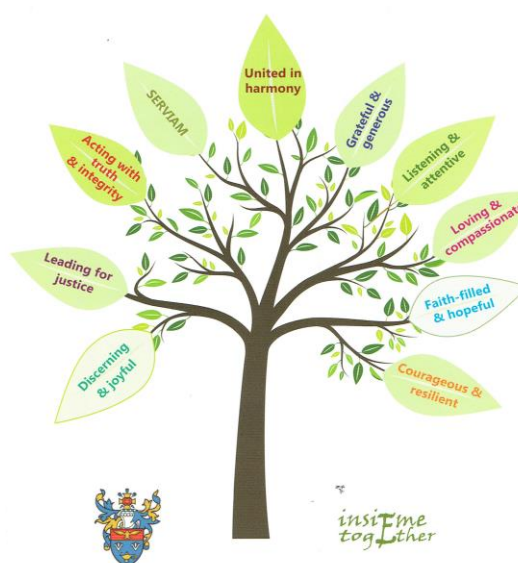 United in
harmony
SERVIAM
Grateful &
generous
Acting with
truth
& integrity
Listening &
attentive
Loving &
compassionate
Leading for
justice
Faith-filled
& hopeful
Discerning
& joyful
Courageous &
resilient
insiEme
togEther